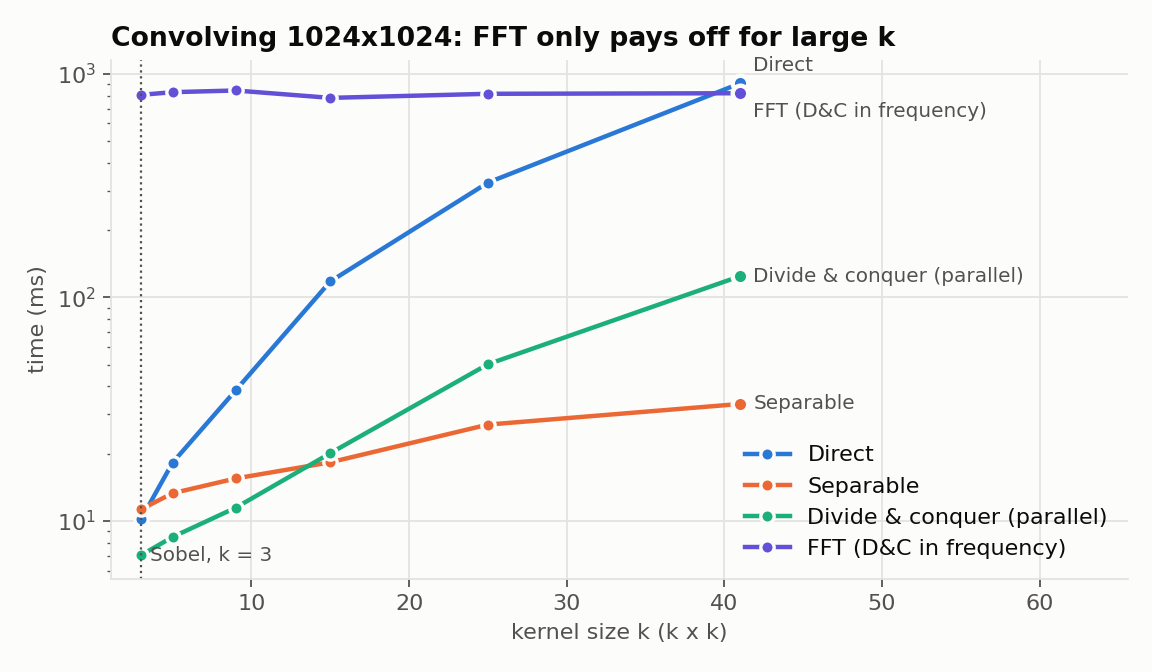 Convolving 1024x1024: FFT only pays off for large k
Direct
FFT (D&C in frequency)
Divide & conquer (parallel)
Separable
Direct
Separable
Divide & conquer (parallel)
FFT (D&C in frequency)
Sobel, k = 3
time (ms)
10³
10²
10¹
10 20 30 40 50 60
kernel size k (k x k)